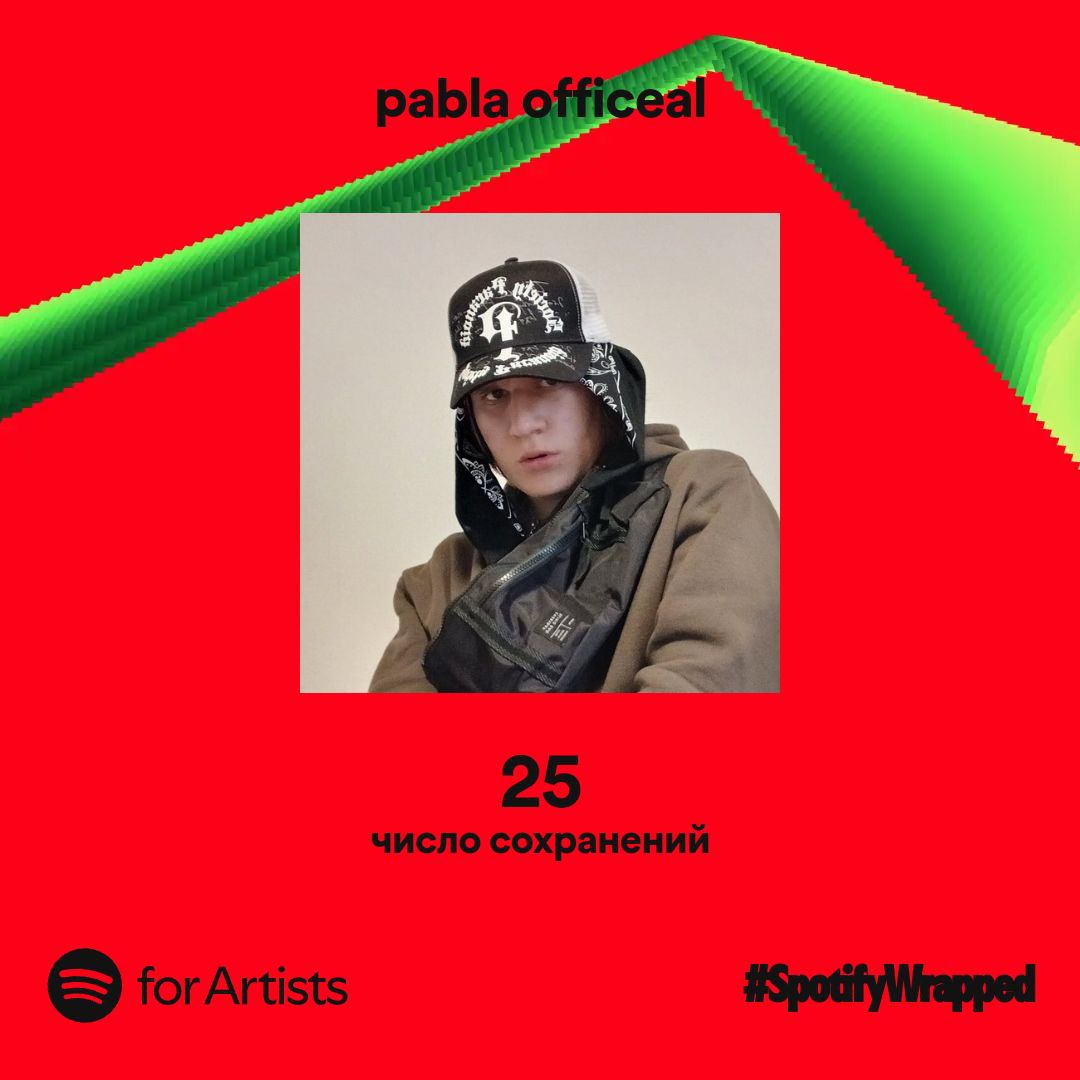 pabla officeal
25
число сохранений
for Artists
#SpotifyWrapped